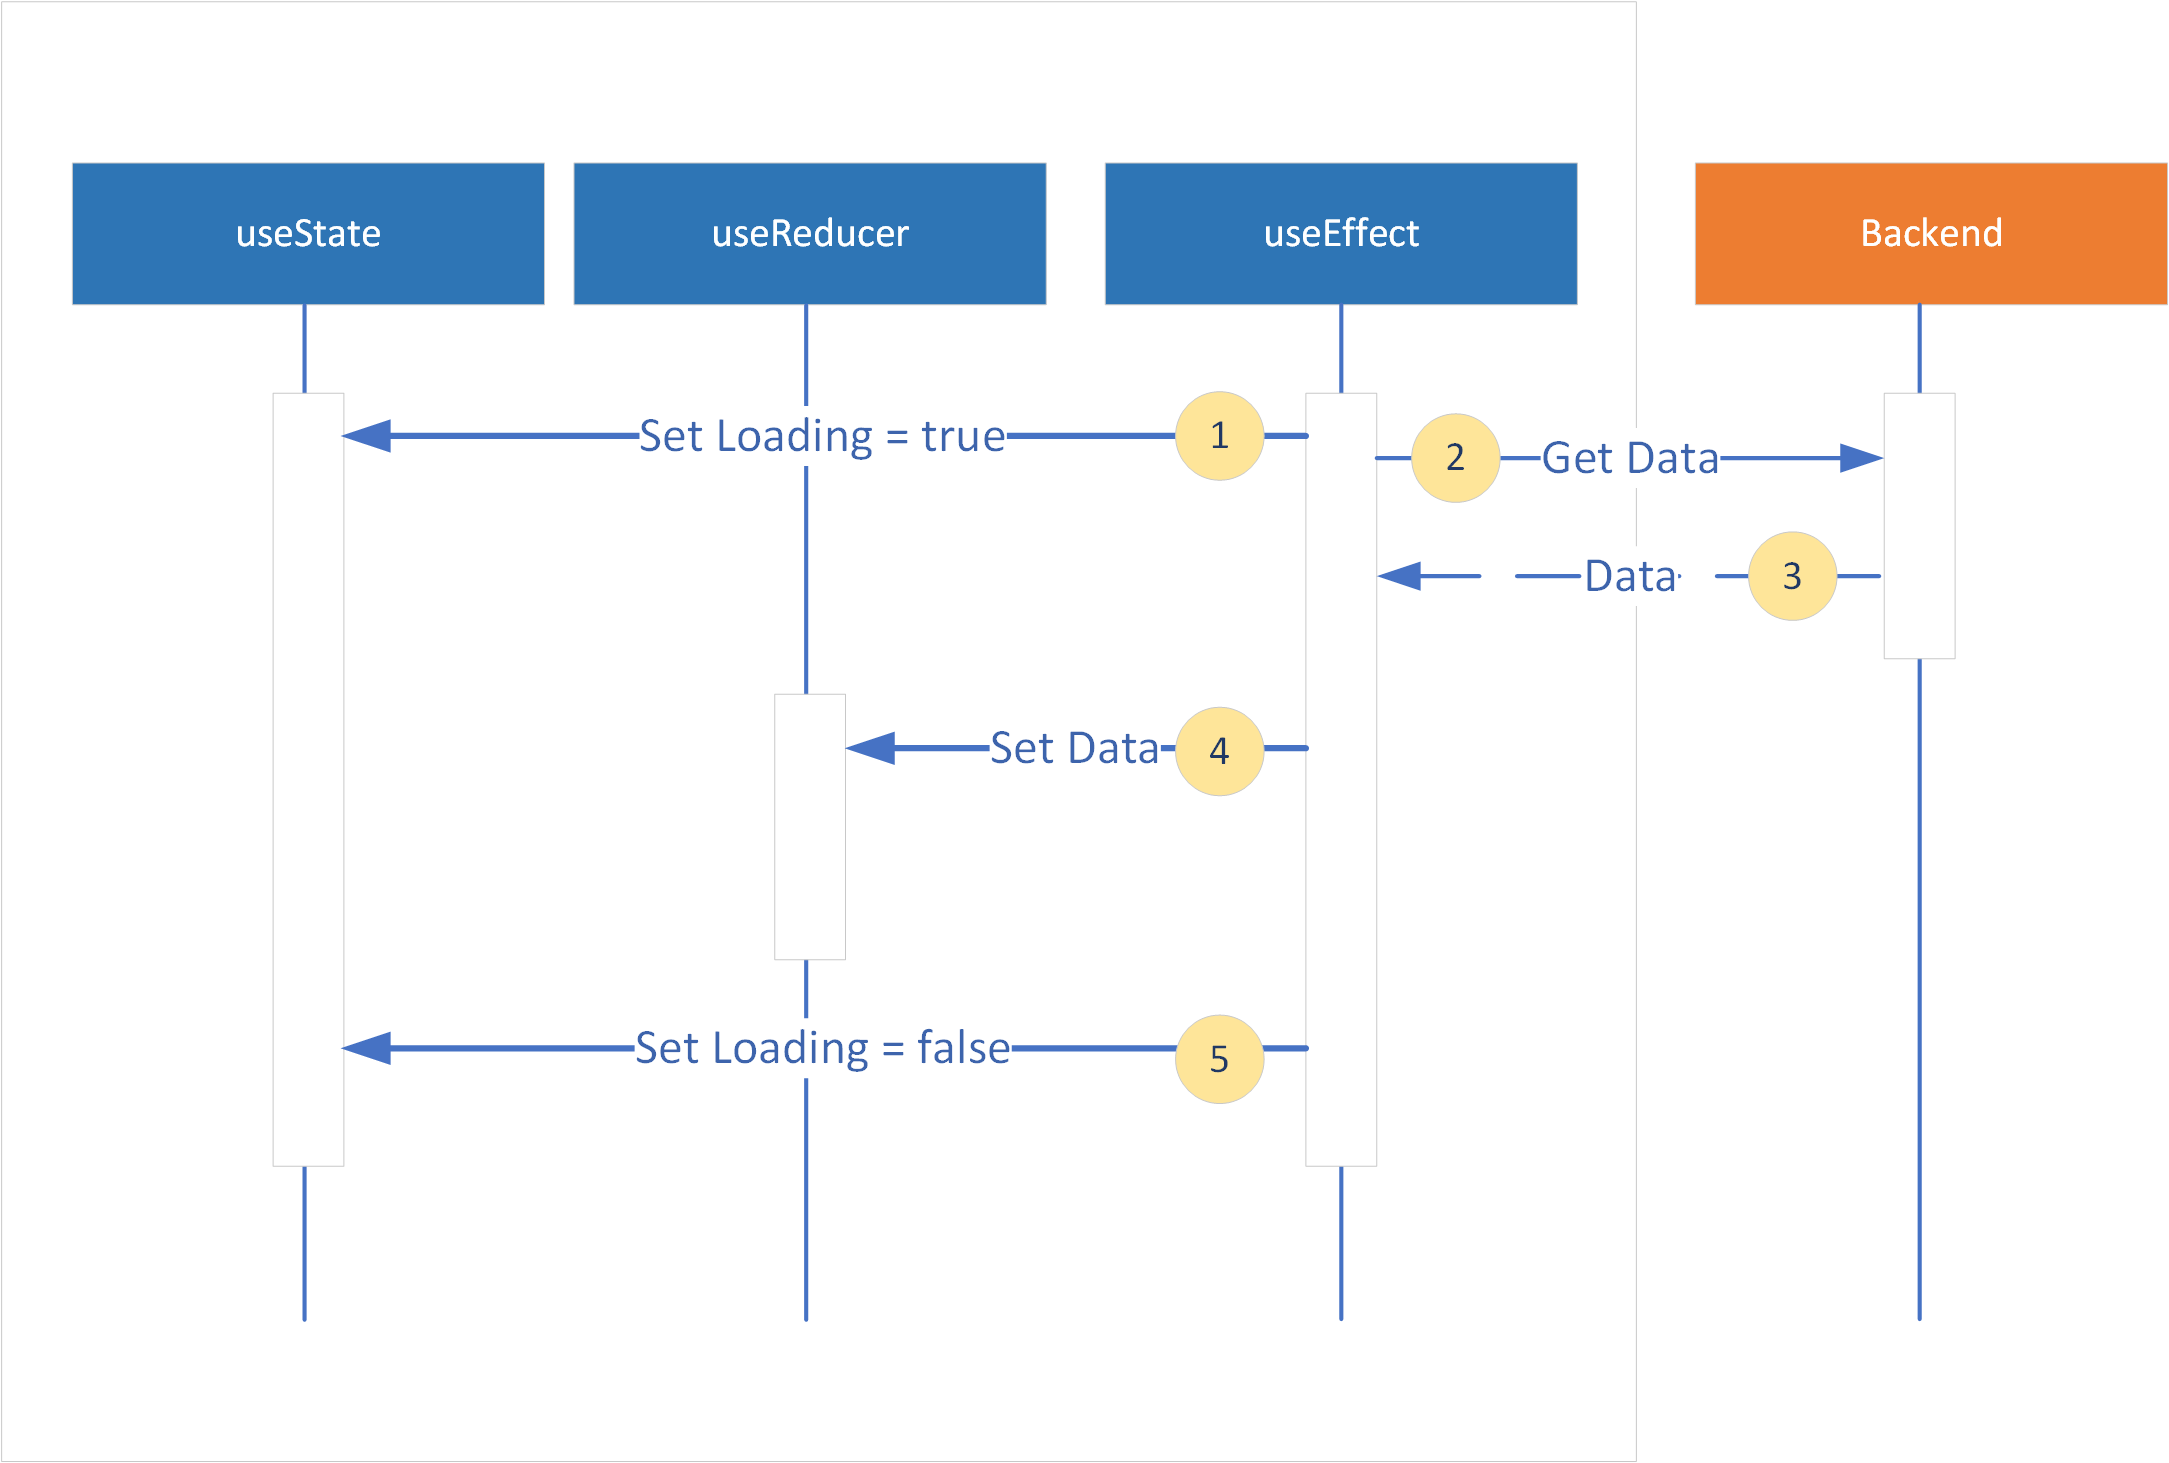 useState
useReducer
useEffect
Backend
Set Loading = true
1
2
Get Data
Data
3
Set Data
4
Set Loading = false
5